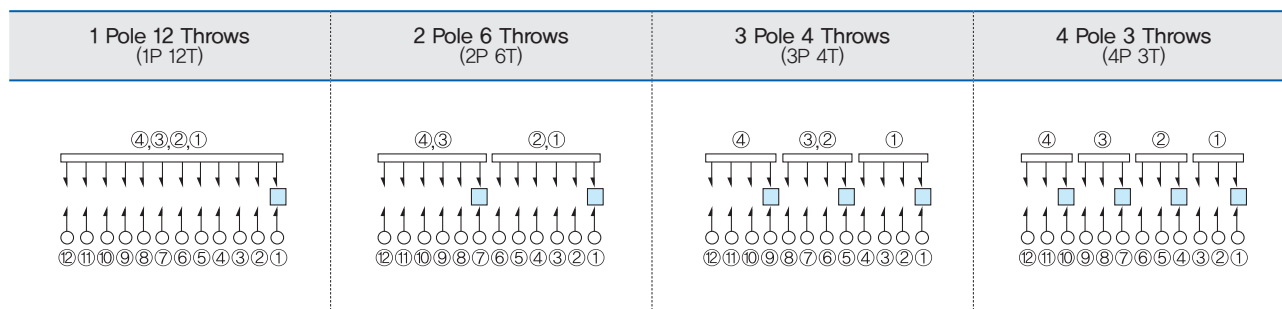 1 Pole 12 Throws
(1P 12T)
2 Pole 6 Throws
(2P 6T)
3 Pole 4 Throws
(3P 4T)
4 Pole 3 Throws
(4P 3T)
④,③,②,①
⑫⑪⑩⑨⑧⑦⑥⑤④③②①
④,③ ②,①
⑫⑪⑩⑨⑧⑦⑥⑤④③②①
④ ③,② ①
⑫⑪⑩⑨⑧⑦⑥⑤④③②①
④ ③ ② ①
⑫⑪⑩⑨⑧⑦⑥⑤④③②①